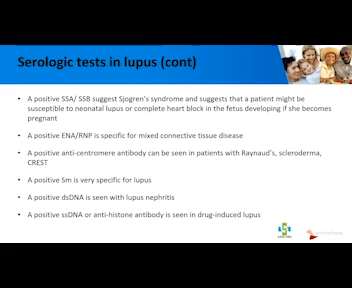 Serologic tests in lupus (cont)
• A positive SSA/ SSB suggest Sjogren's syndrome and suggests that a patient might be
susceptible to neonatal lupus or complete heart block in the fetus developing if she becomes
pregnant
• A positive ENA/RNP is specific for mixed connective tissue disease
• A positive anti-centromere antibody can be seen in patients with Raynaud's, scleroderma,
CREST
• A positive Sm is very specific for lupus
• A positive dsDNA is seen with lupus nephritis
• A positive ssDNA or anti-histone antibody is seen in drug-induced lupus